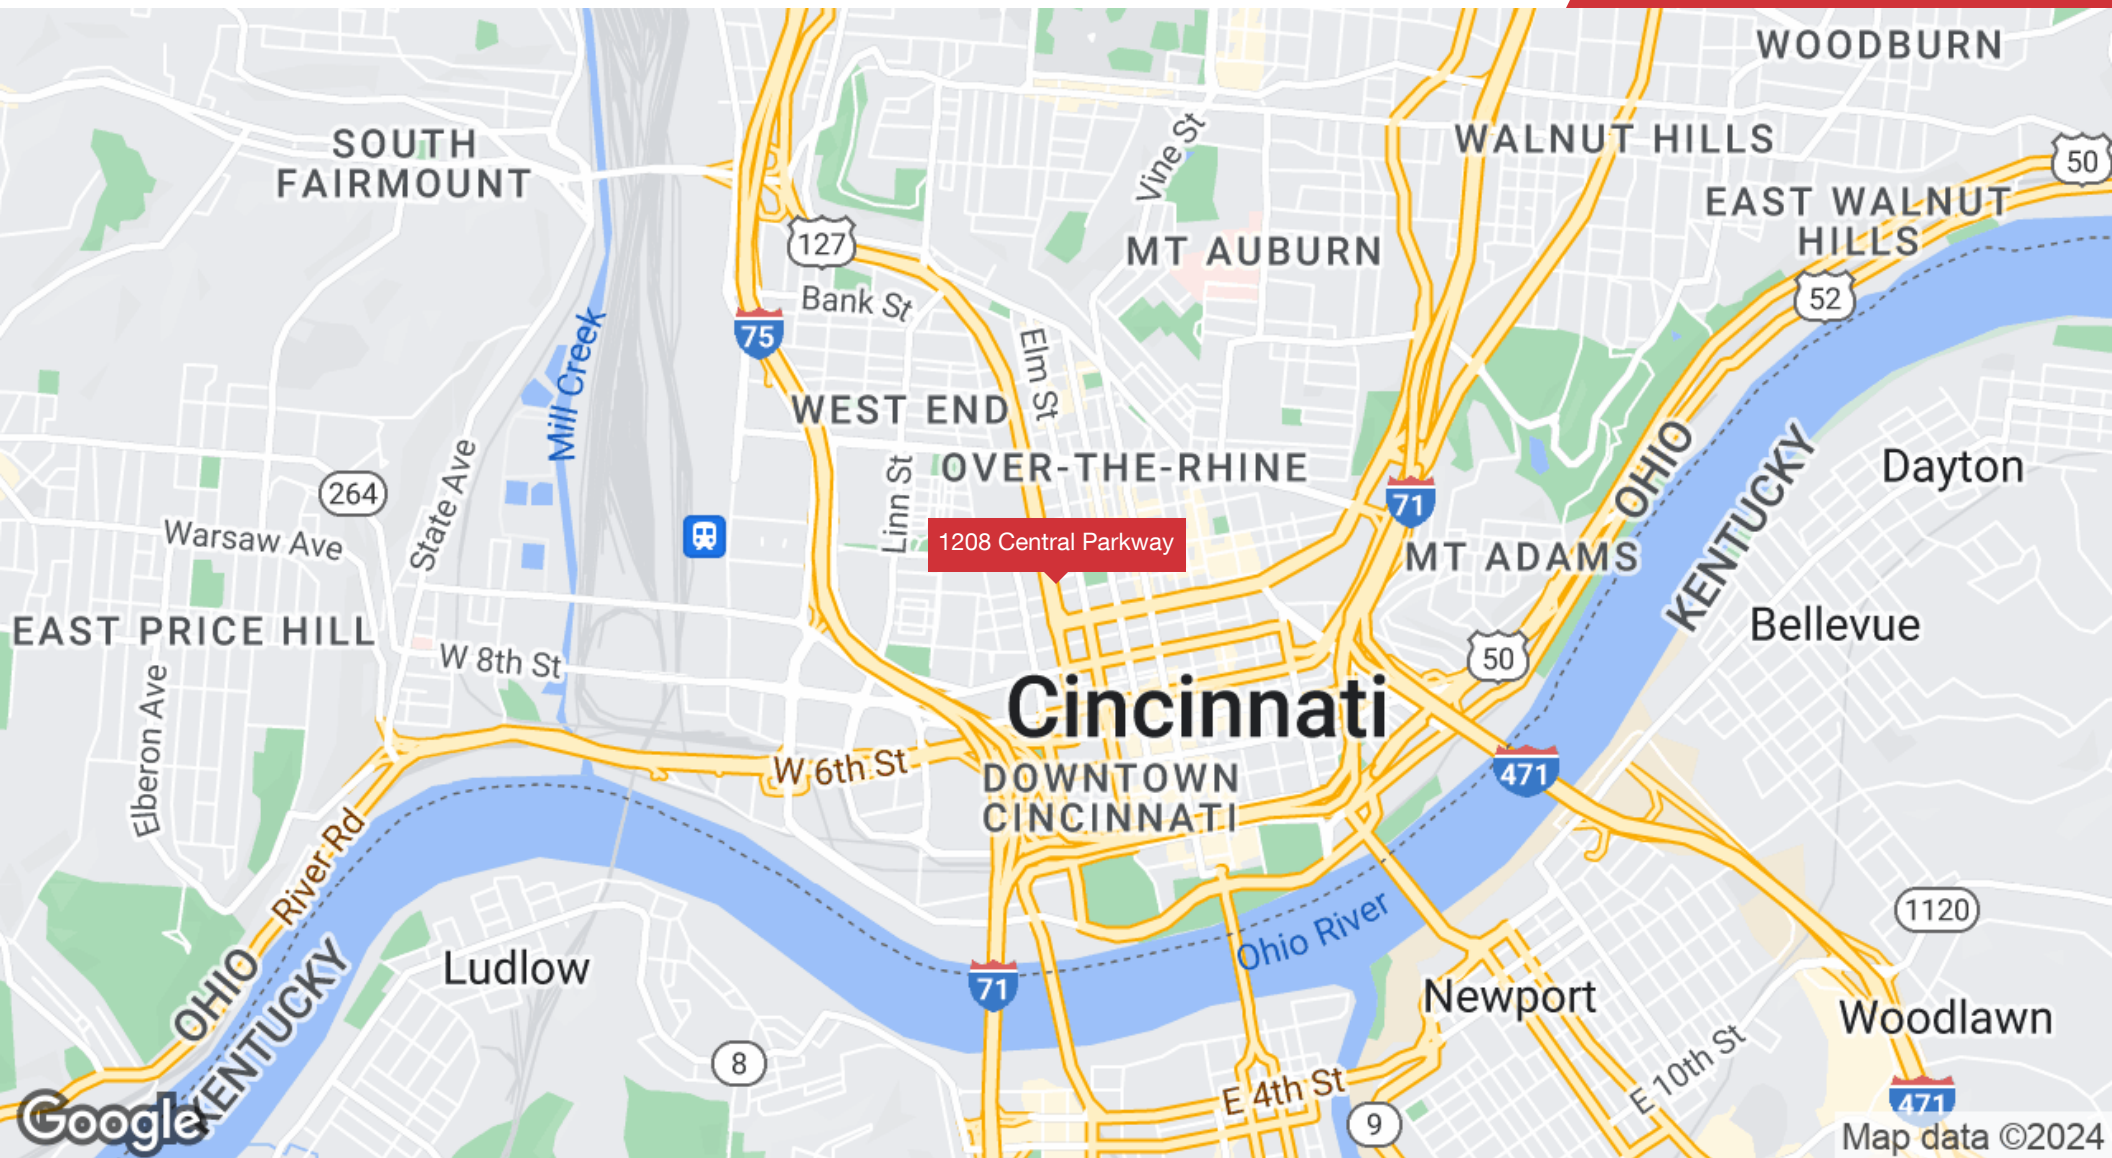 WOODBURN
SOUTH
FAIRMOUNT
Vine St
WALNUT HILLS
50
EAST WALNUT
HILLS
127
MT AUBURN
Bank St
52
75
Elm St
Mill Creek
WEST END
OVER-THE-RHINE
OHIO
KENTUCKY
Dayton
264
State Ave
Linn St
71
Warsaw Ave
1208 Central Parkway
MT ADAMS
EAST PRICE HILL
Bellevue
W 8th St
50
Elberon Ave
Cincinnati
W 6th St
471
DOWNTOWN
CINCINNATI
River Rd
1120
Ohio River
OHIO
KENTUCKY
Ludlow
71
Newport
Woodlawn
8
E 4th St
E 10th St
471
9
Google
Map data ©2024